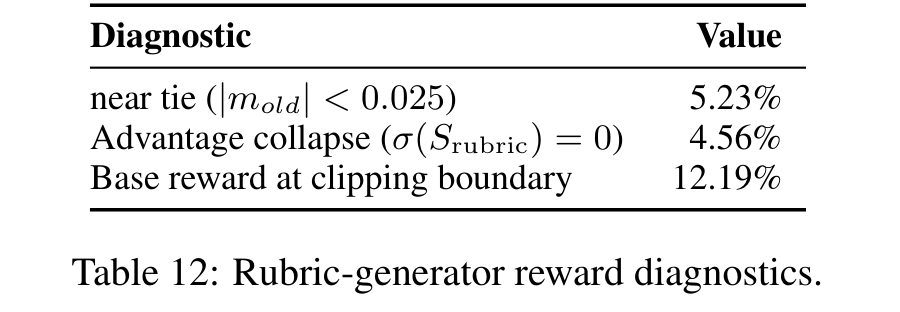 Diagnostic Value
near tie (|m_old| < 0.025) 5.23%
Advantage collapse (σ(S_rubric) = 0) 4.56%
Base reward at clipping boundary 12.19%
Table 12: Rubric-generator reward diagnostics.